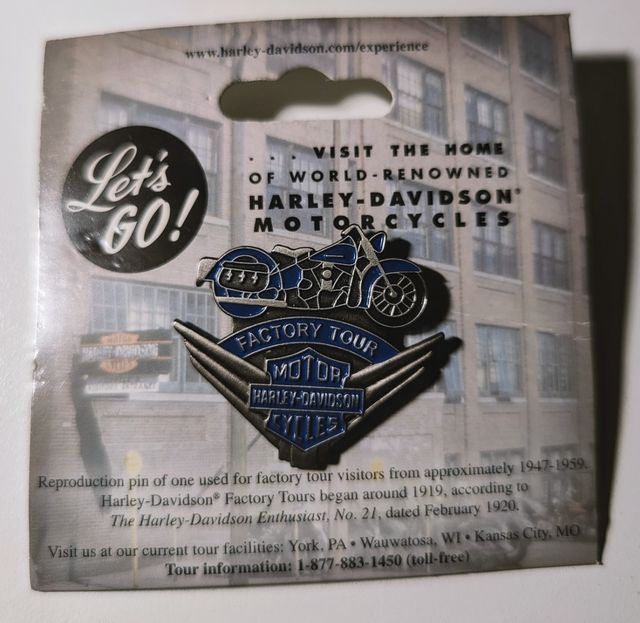 www.harley-davidson.com/experience
Let's
GO!
. . . VISIT THE HOME
OF WORLD-RENOWNED
HARLEY-DAVIDSON®
MOTORCYCLES
FACTORY TOUR
MOTOR
HARLEY-DAVIDSON
CYCLES
HARLEY-DAVIDSON
Reproduction pin of one used for factory tour visitors from approximately 1947-1959.
Harley-Davidson® Factory Tours began around 1919, according to
The Harley-Davidson Enthusiast, No. 21, dated February 1920.
Visit us at our current tour facilities: York, PA • Wauwatosa, WI • Kansas City, MO
Tour information: 1-877-883-1450 (toll-free)